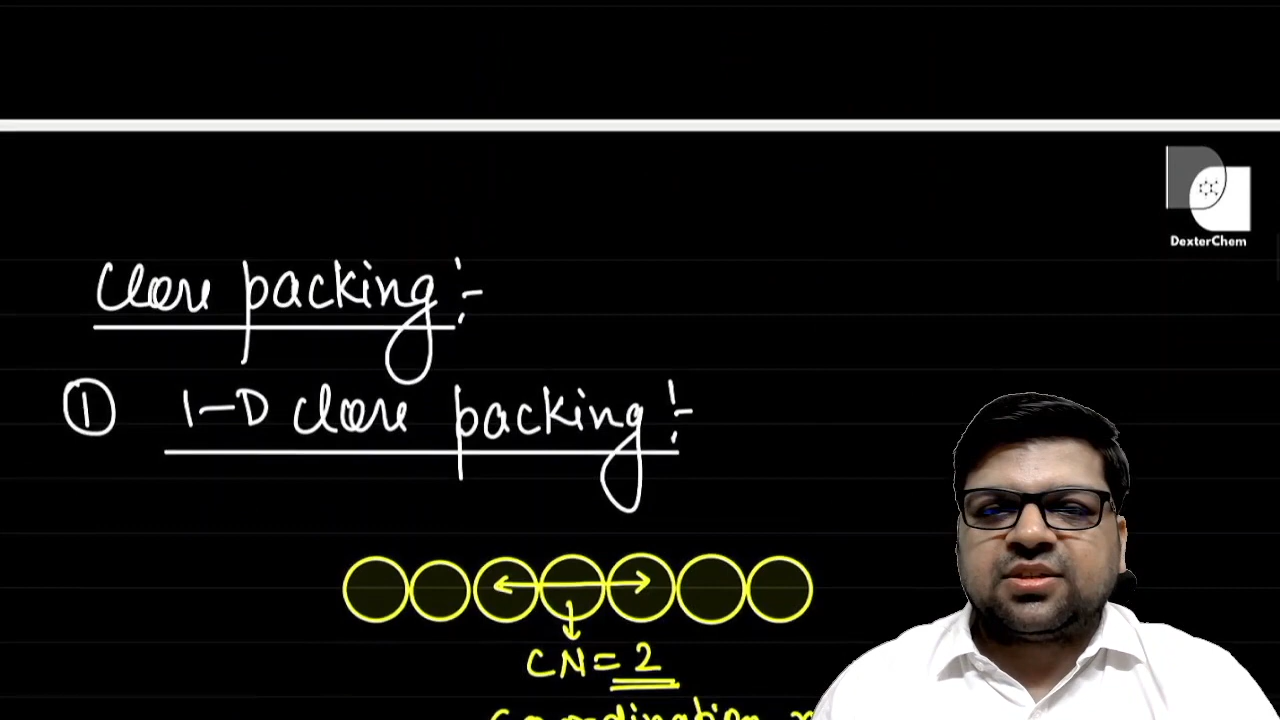 DexterChem
Close packing :-
① 1-D close packing :-
CN = 2